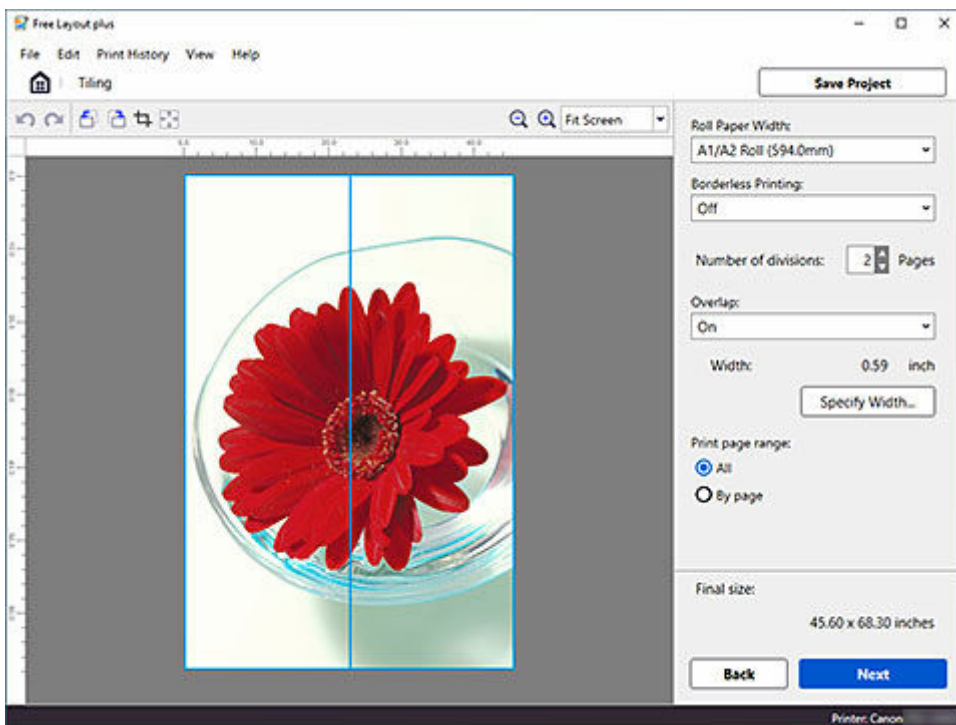 Free Layout plus
File Edit Print History View Help
Tiling
Save Project
Fit Screen
Roll Paper Width:
A1/A2 Roll (594.0mm)
Borderless Printing:
Off
Number of divisions: 2 Pages
Overlap:
On
Width: 0.59 inch
Specify Width...
Print page range:
All
By page
Final size:
45.60 x 68.30 inches
Back Next
Printer: Canon